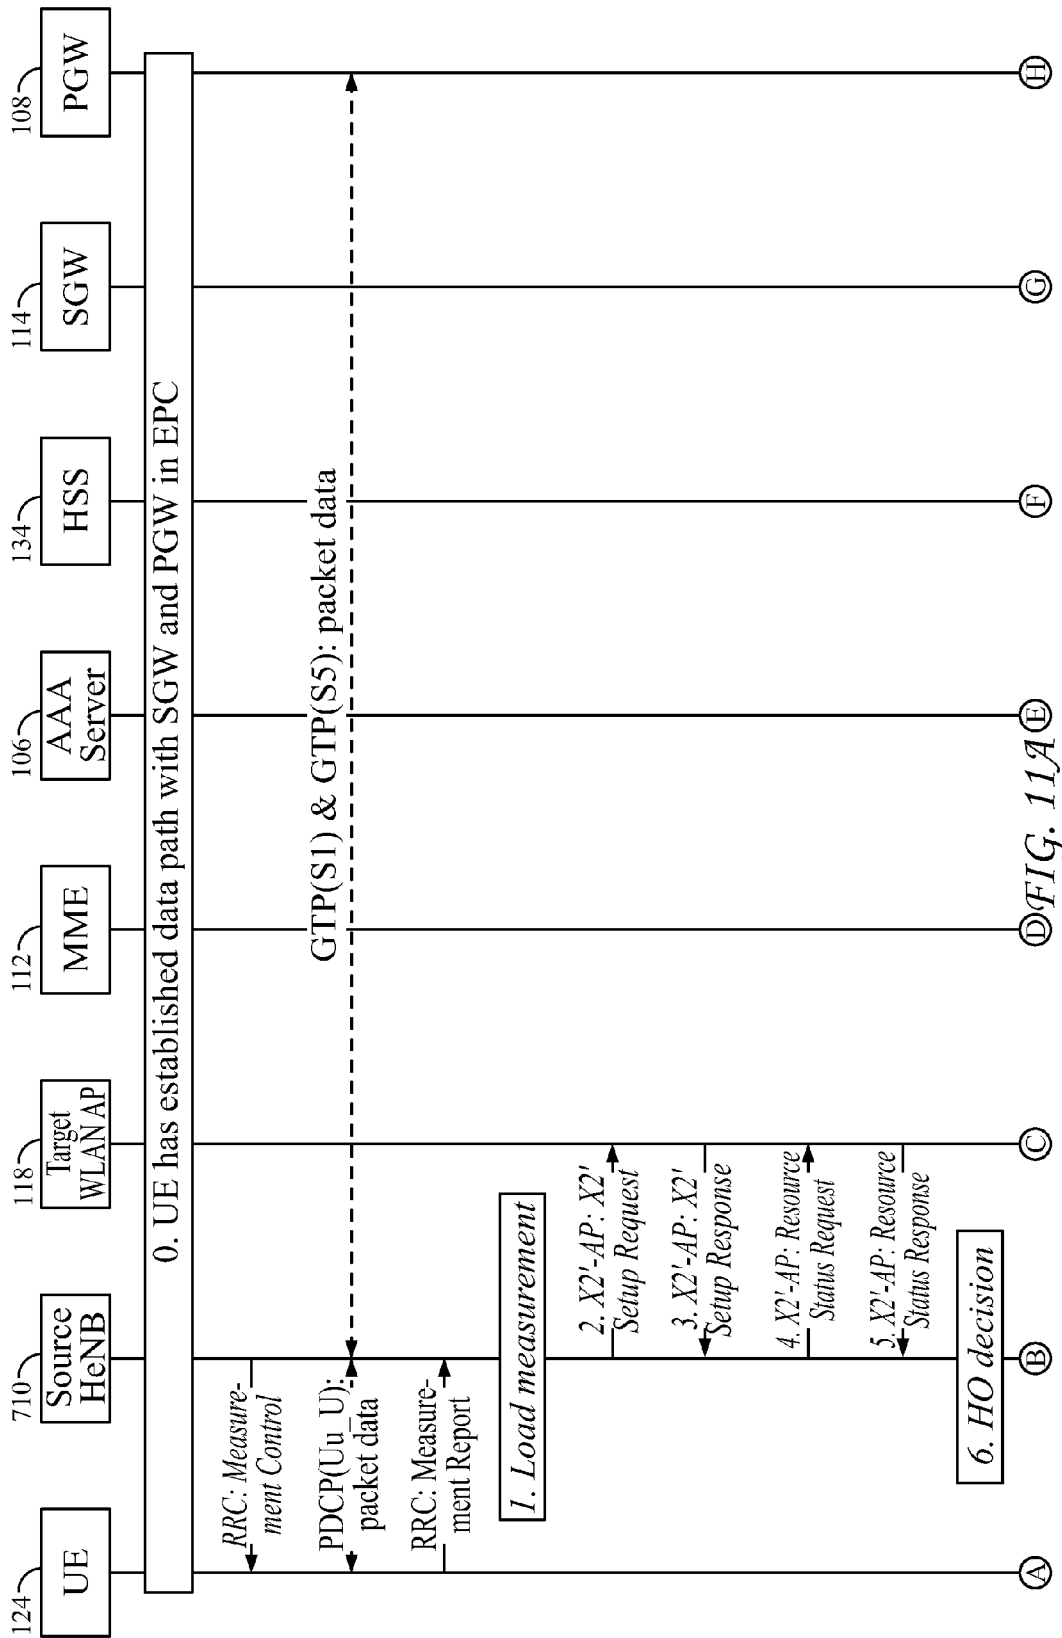 124
UE
710
Source
HeNB
118
Target
WLAN AP
112
MME
106
AAA
Server
134
HSS
114
SGW
108
PGW
0. UE has established data path with SGW and PGW in EPC
RRC: Measure-
ment Control
PDCP(Uu_U):
packet data
GTP(S1) & GTP(S5): packet data
RRC: Measure-
ment Report
1. Load measurement
2. X2'-AP: X2'
Setup Request
3. X2'-AP: X2'
Setup Response
4. X2'-AP: Resource
Status Request
5. X2'-AP: Resource
Status Response
6. HO decision
A
B
C
D
E
F
G
H
FIG. 11A